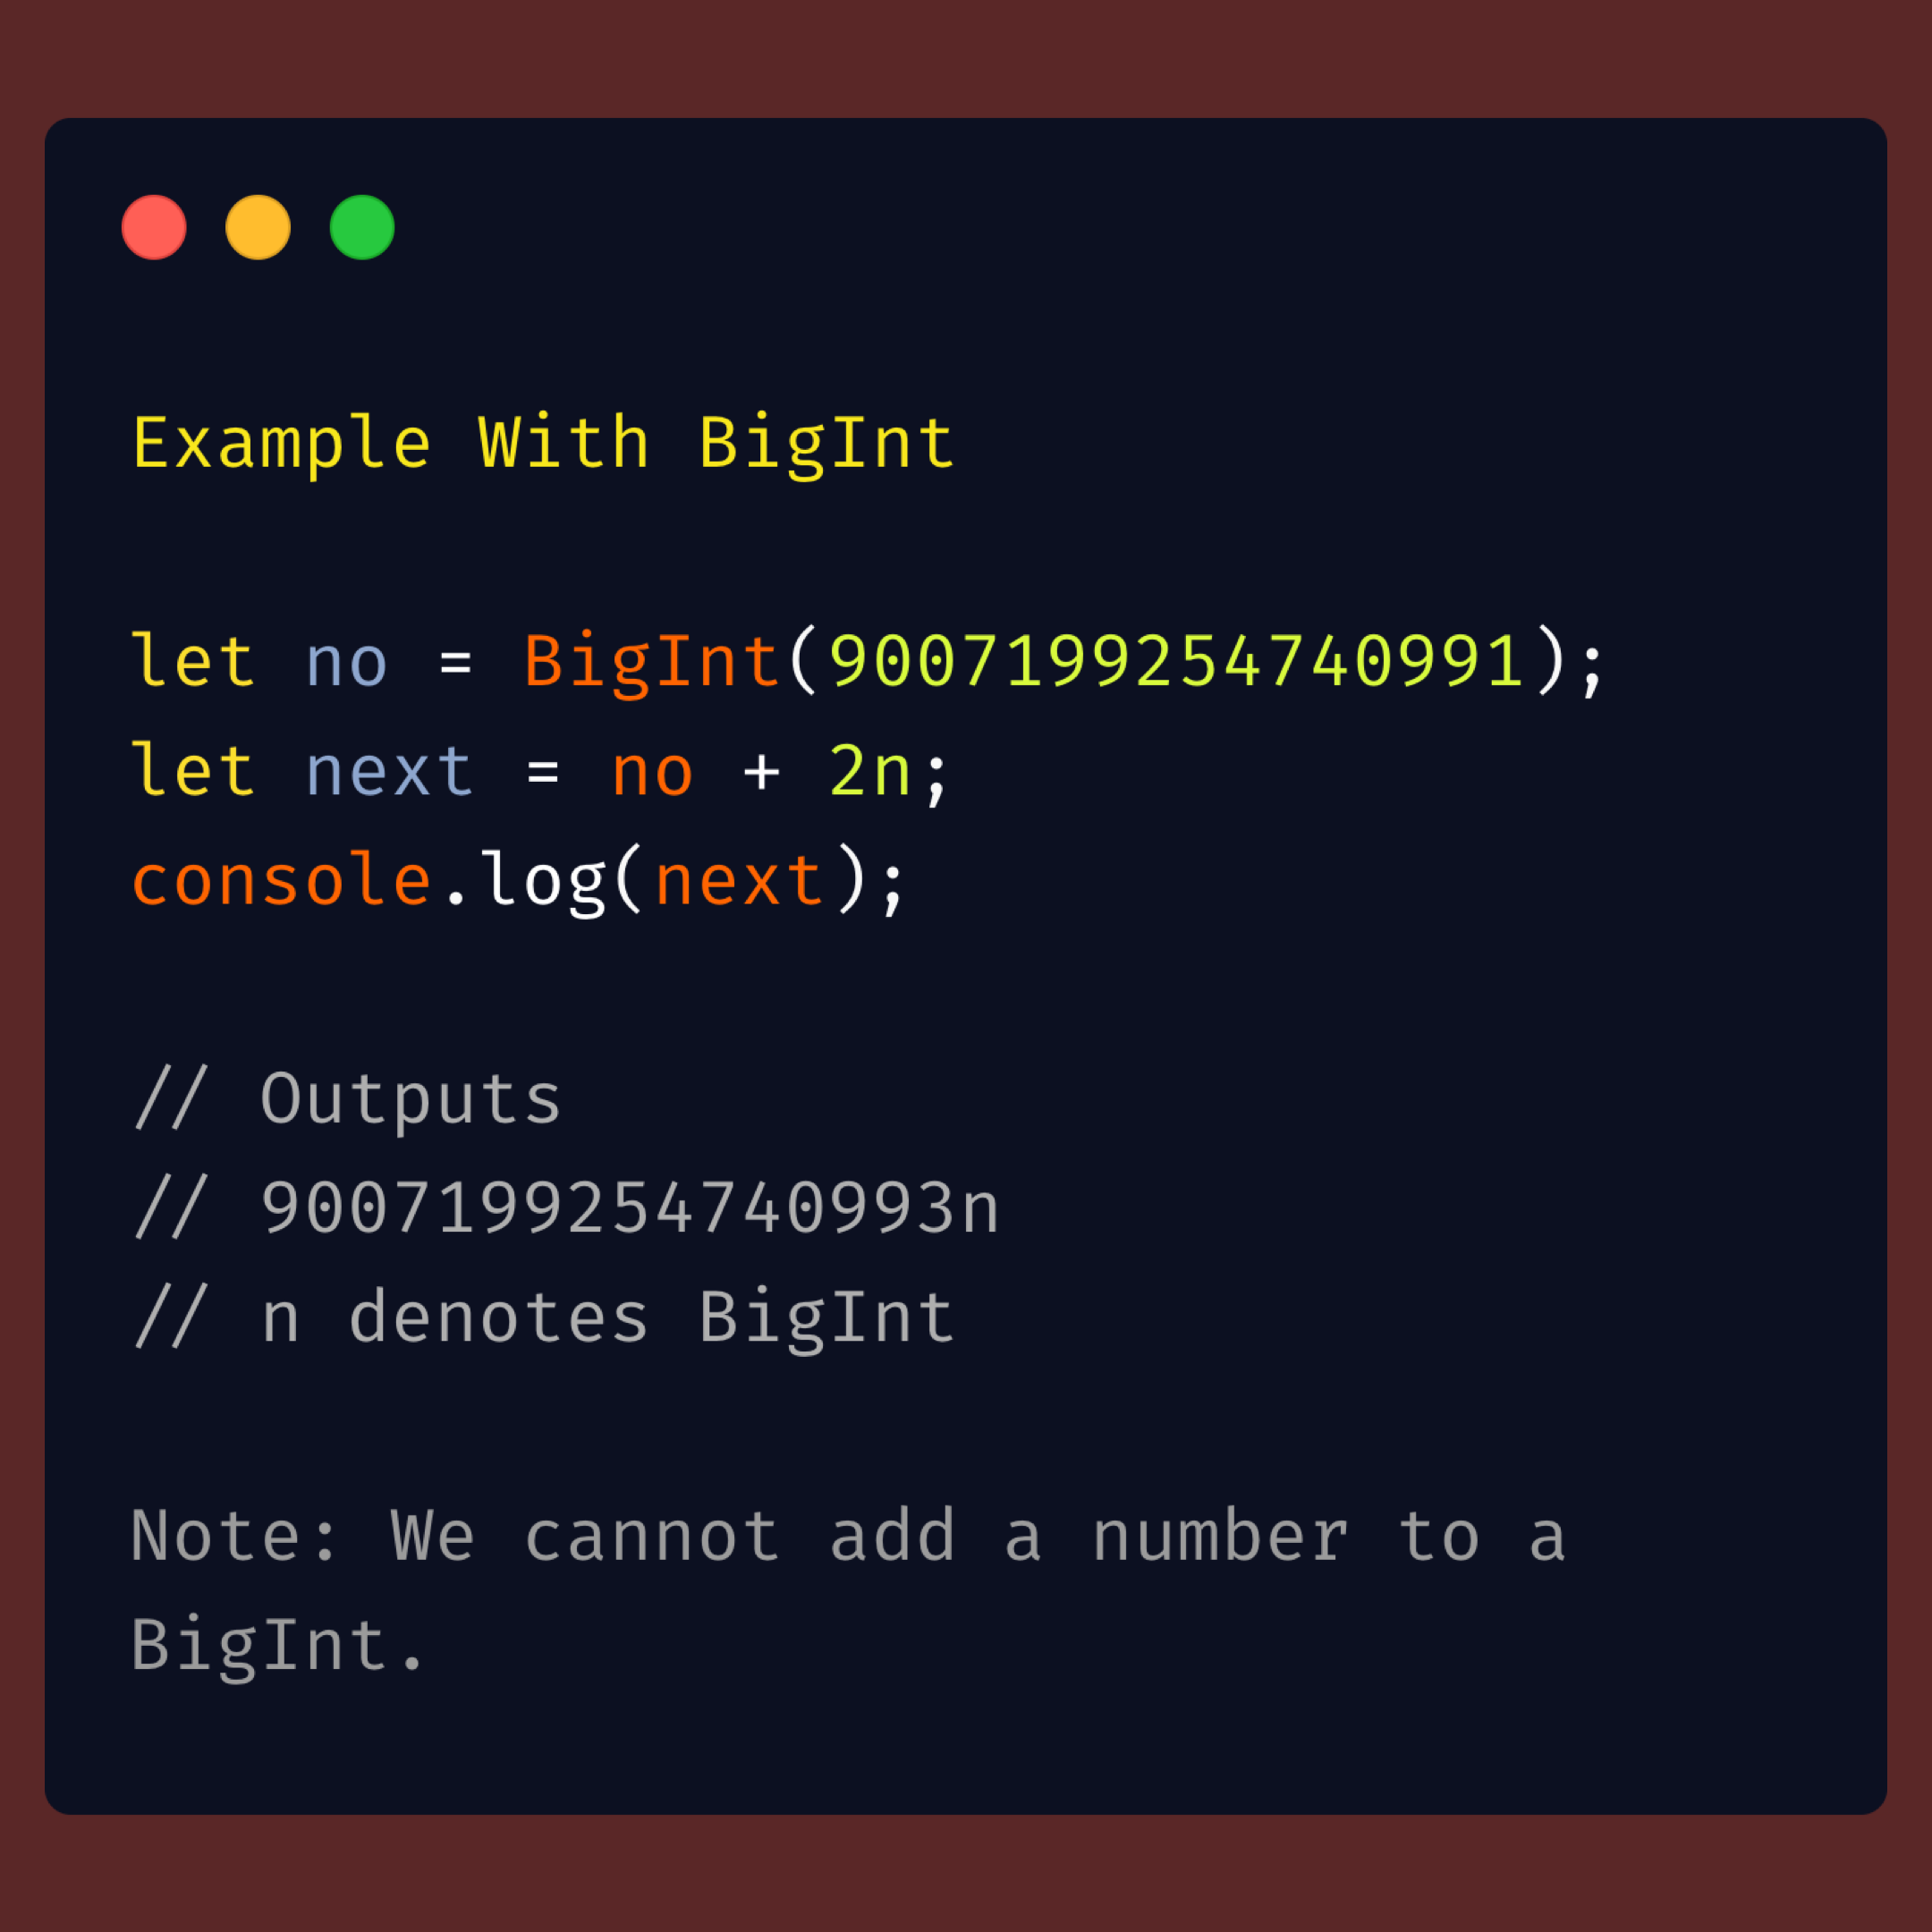 Example With BigInt
let no = BigInt(9007199254740991);
let next = no + 2n;
console.log(next);
// Outputs
// 9007199254740993n
// n denotes BigInt
Note: We cannot add a number to a
BigInt.